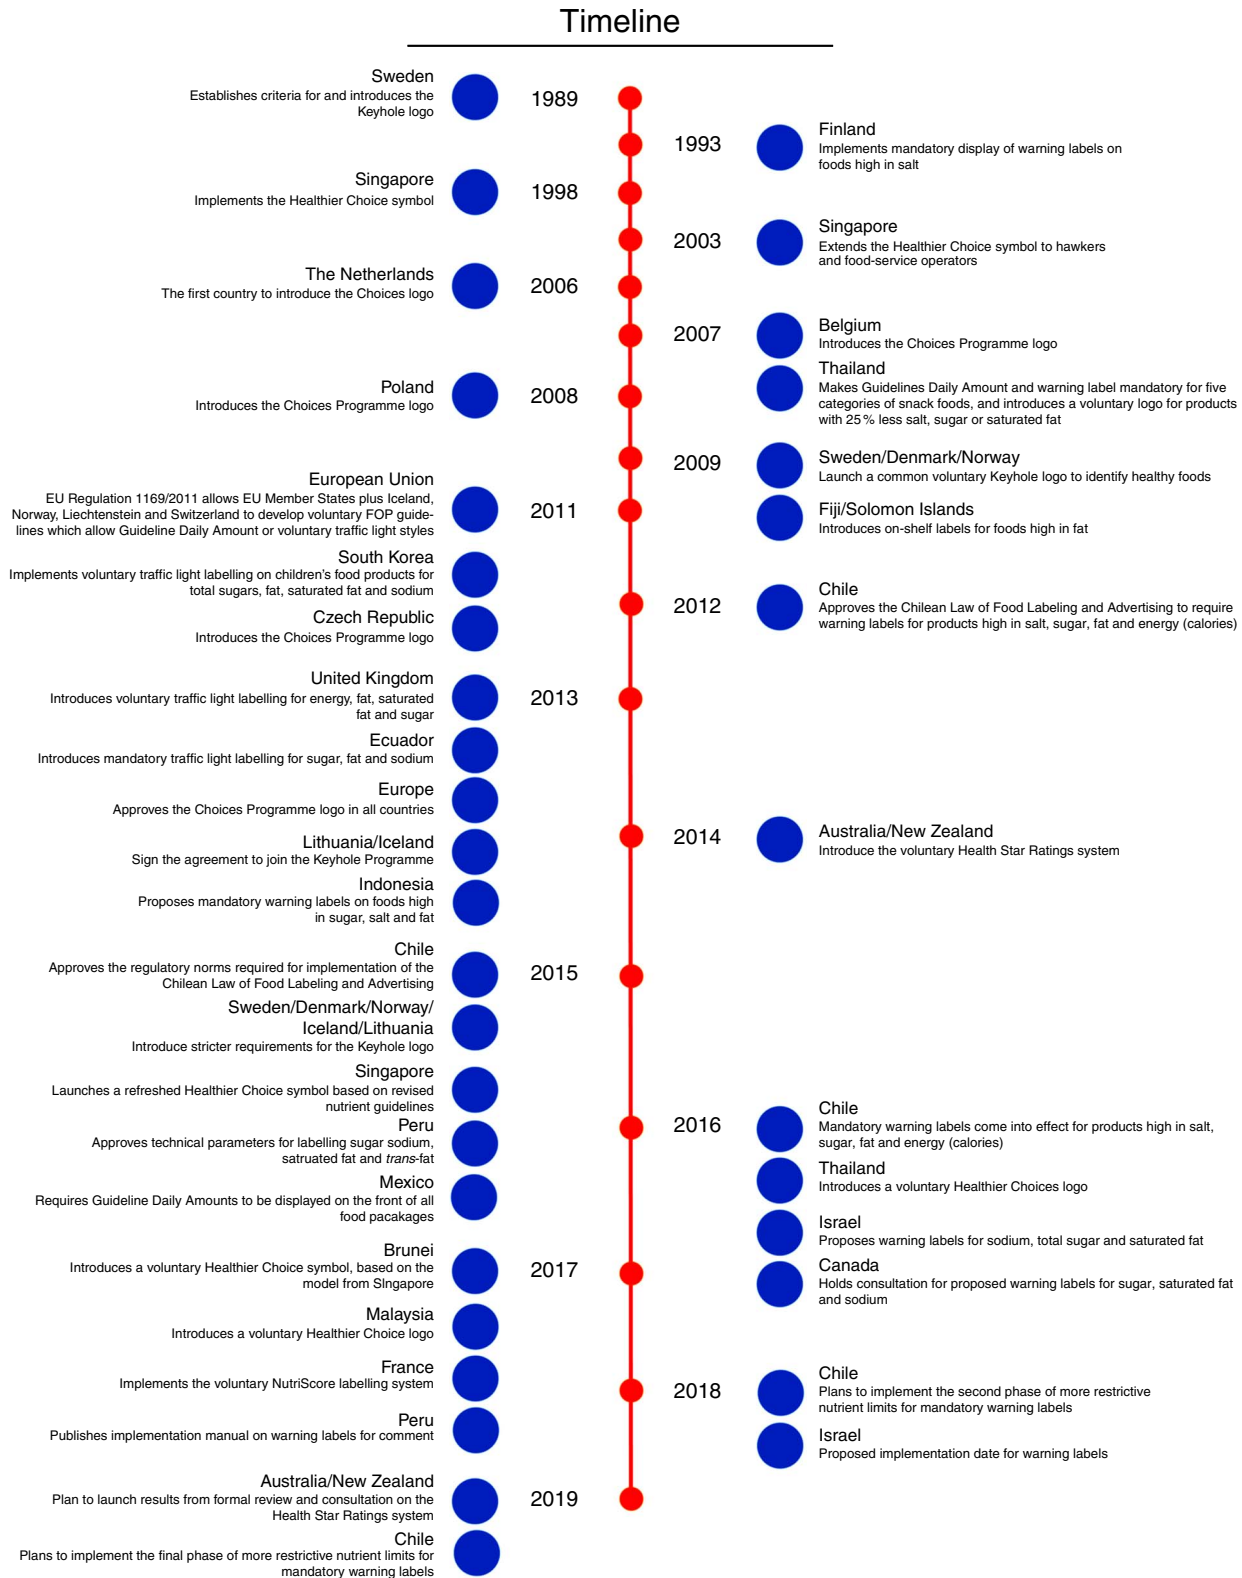 Timeline
Sweden
Establishes criteria for and introduces the
Keyhole logo
1989
1993
Finland
Implements mandatory display of warning labels on
foods high in salt
Singapore
Implements the Healthier Choice symbol
1998
2003
Singapore
Extends the Healthier Choice symbol to hawkers
and food-service operators
The Netherlands
The first country to introduce the Choices logo
2006
2007
Belgium
Introduces the Choices Programme logo
Thailand
Makes Guidelines Daily Amount and warning label mandatory for five
categories of snack foods, and introduces a voluntary logo for products
with 25 % less salt, sugar or saturated fat
Poland
Introduces the Choices Programme logo
2008
2009
Sweden/Denmark/Norway
Launch a common voluntary Keyhole logo to identify healthy foods
Fiji/Solomon Islands
Introduces on-shelf labels for foods high in fat
European Union
EU Regulation 1169/2011 allows EU Member States plus Iceland,
Norway, Liechtenstein and Switzerland to develop voluntary FOP guide-
lines which allow Guideline Daily Amount or voluntary traffic light styles
2011
South Korea
Implements voluntary traffic light labelling on children’s food products for
total sugars, fat, saturated fat and sodium
Czech Republic
Introduces the Choices Programme logo
2012
Chile
Approves the Chilean Law of Food Labeling and Advertising to require
warning labels for products high in salt, sugar, fat and energy (calories)
United Kingdom
Introduces voluntary traffic light labelling for energy, fat, saturated
fat and sugar
2013
Ecuador
Introduces mandatory traffic light labelling for sugar, fat and sodium
Europe
Approves the Choices Programme logo in all countries
Lithuania/Iceland
Sign the agreement to join the Keyhole Programme
Indonesia
Proposes mandatory warning labels on foods high
in sugar, salt and fat
2014
Australia/New Zealand
Introduce the voluntary Health Star Ratings system
Chile
Approves the regulatory norms required for implementation of the
Chilean Law of Food Labeling and Advertising
2015
Sweden/Denmark/Norway/
Iceland/Lithuania
Introduce stricter requirements for the Keyhole logo
Singapore
Launches a refreshed Healthier Choice symbol based on revised
nutrient guidelines
Peru
Approves technical parameters for labelling sugar sodium,
satruated fat and trans-fat
Mexico
Requires Guideline Daily Amounts to be displayed on the front of all
food pacakages
2016
Chile
Mandatory warning labels come into effect for products high in salt,
sugar, fat and energy (calories)
Thailand
Introduces a voluntary Healthier Choices logo
Israel
Proposes warning labels for sodium, total sugar and saturated fat
Canada
Holds consultation for proposed warning labels for sugar, saturated fat
and sodium
Brunei
Introduces a voluntary Healthier Choice symbol, based on the
model from SIngapore
2017
Malaysia
Introduces a voluntary Healthier Choice logo
France
Implements the voluntary NutriScore labelling system
Peru
Publishes implementation manual on warning labels for comment
2018
Chile
Plans to implement the second phase of more restrictive
nutrient limits for mandatory warning labels
Israel
Proposed implementation date for warning labels
Australia/New Zealand
Plan to launch results from formal review and consultation on the
Health Star Ratings system
2019
Chile
Plans to implement the final phase of more restrictive nutrient limits for
mandatory warning labels